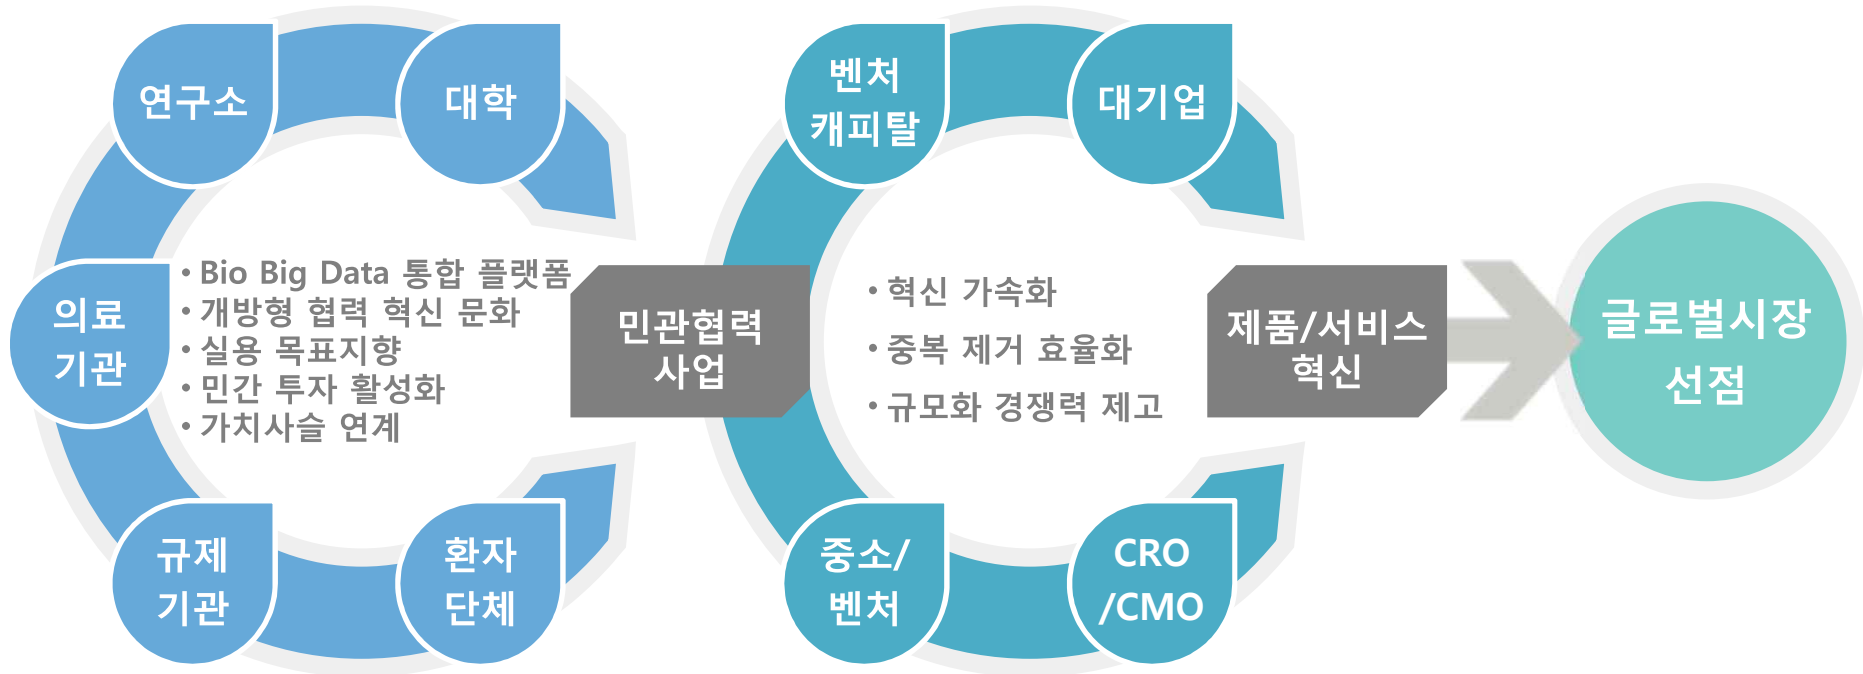 연구소
대학
의료
기관
• Bio Big Data 통합 플랫폼
• 개방형 협력 혁신 문화
• 실용 목표지향
• 민간 투자 활성화
• 가치사슬 연계
규제
기관
환자
단체
민관협력
사업
벤처
캐피탈
대기업
• 혁신 가속화
• 중복 제거 효율화
• 규모화 경쟁력 제고
중소/
벤처
CRO
/CMO
제품/서비스
혁신
글로벌시장
선점